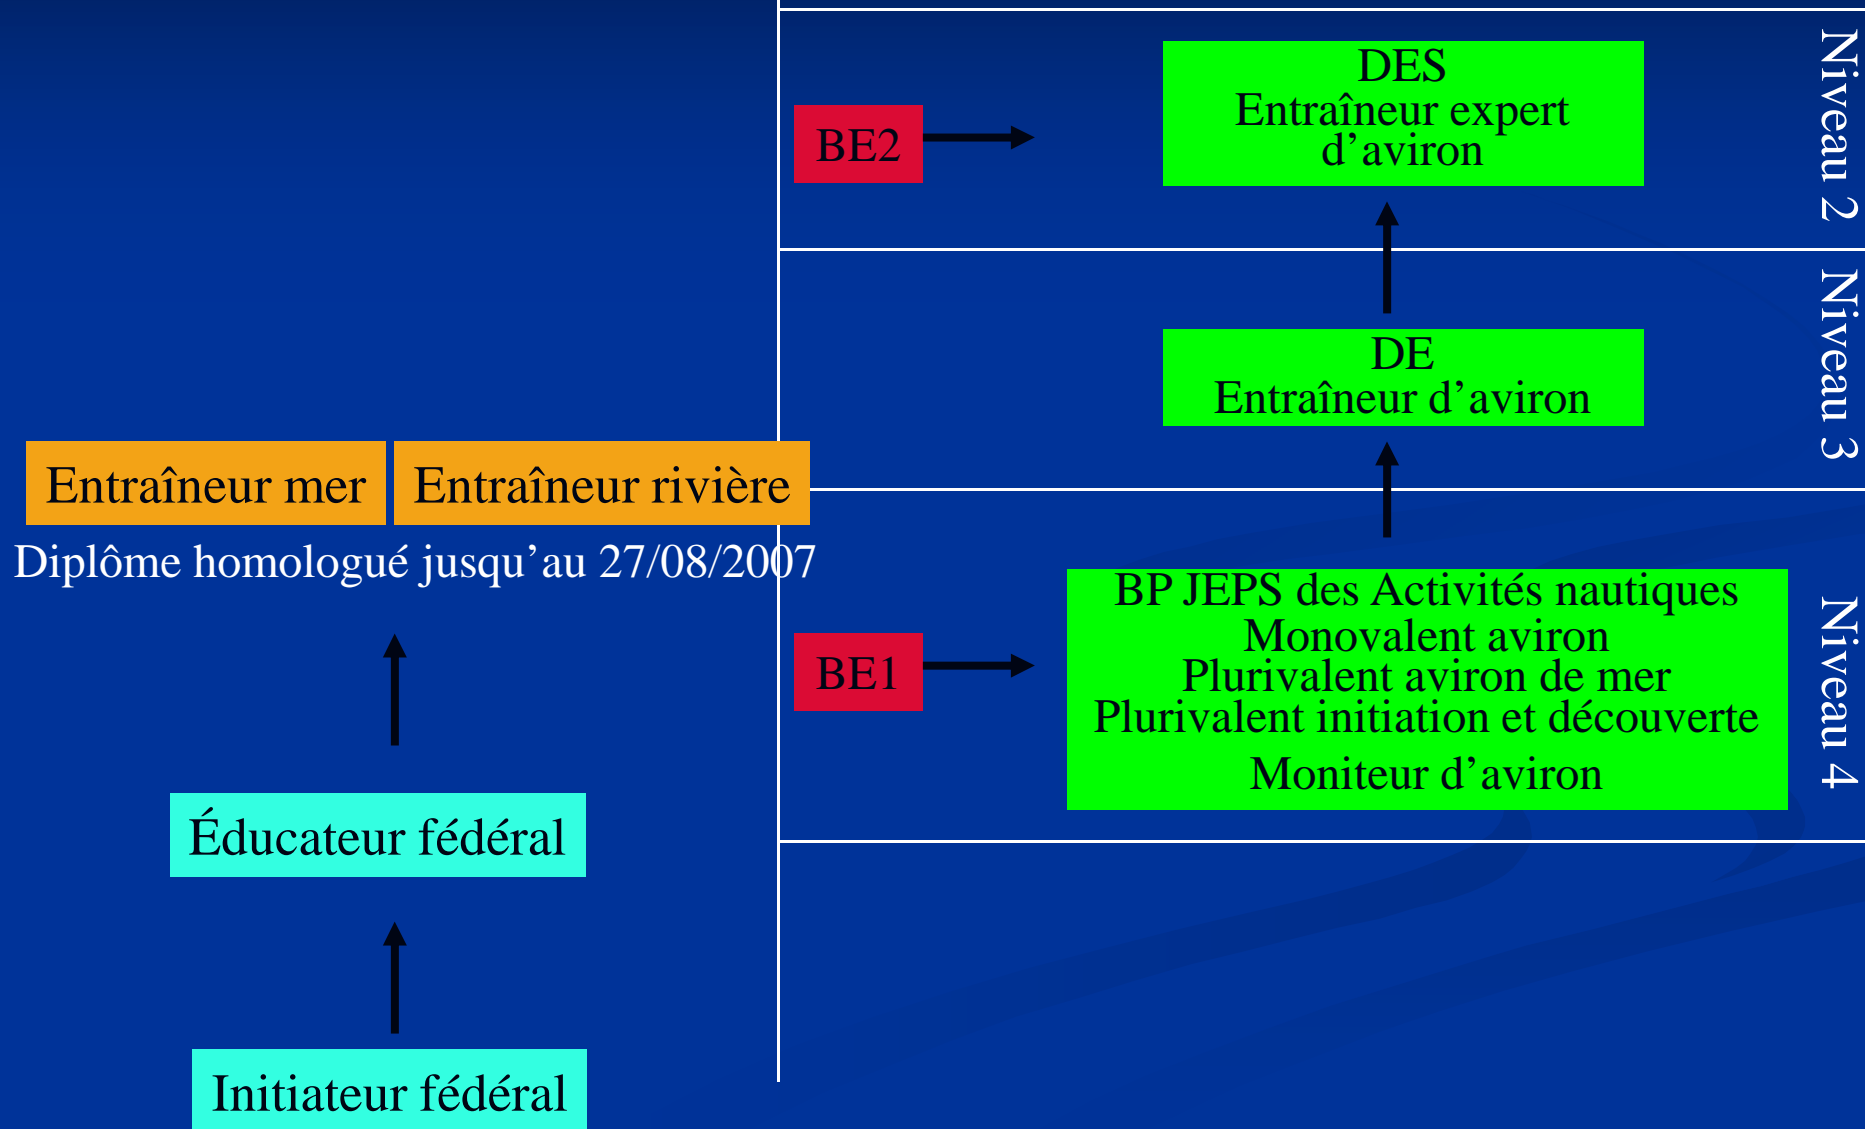 DES
Entraîneur expert
d’aviron
BE2
Niveau 2
DE
Entraîneur d’aviron
Niveau 3
Entraîneur mer
Entraîneur rivière
Diplôme homologué jusqu’au 27/08/2007
BP JEPS des Activités nautiques
Monovalent aviron
Plurivalent aviron de mer
Plurivalent initiation et découverte
Moniteur d’aviron
BE1
Niveau 4
Éducateur fédéral
Initiateur fédéral